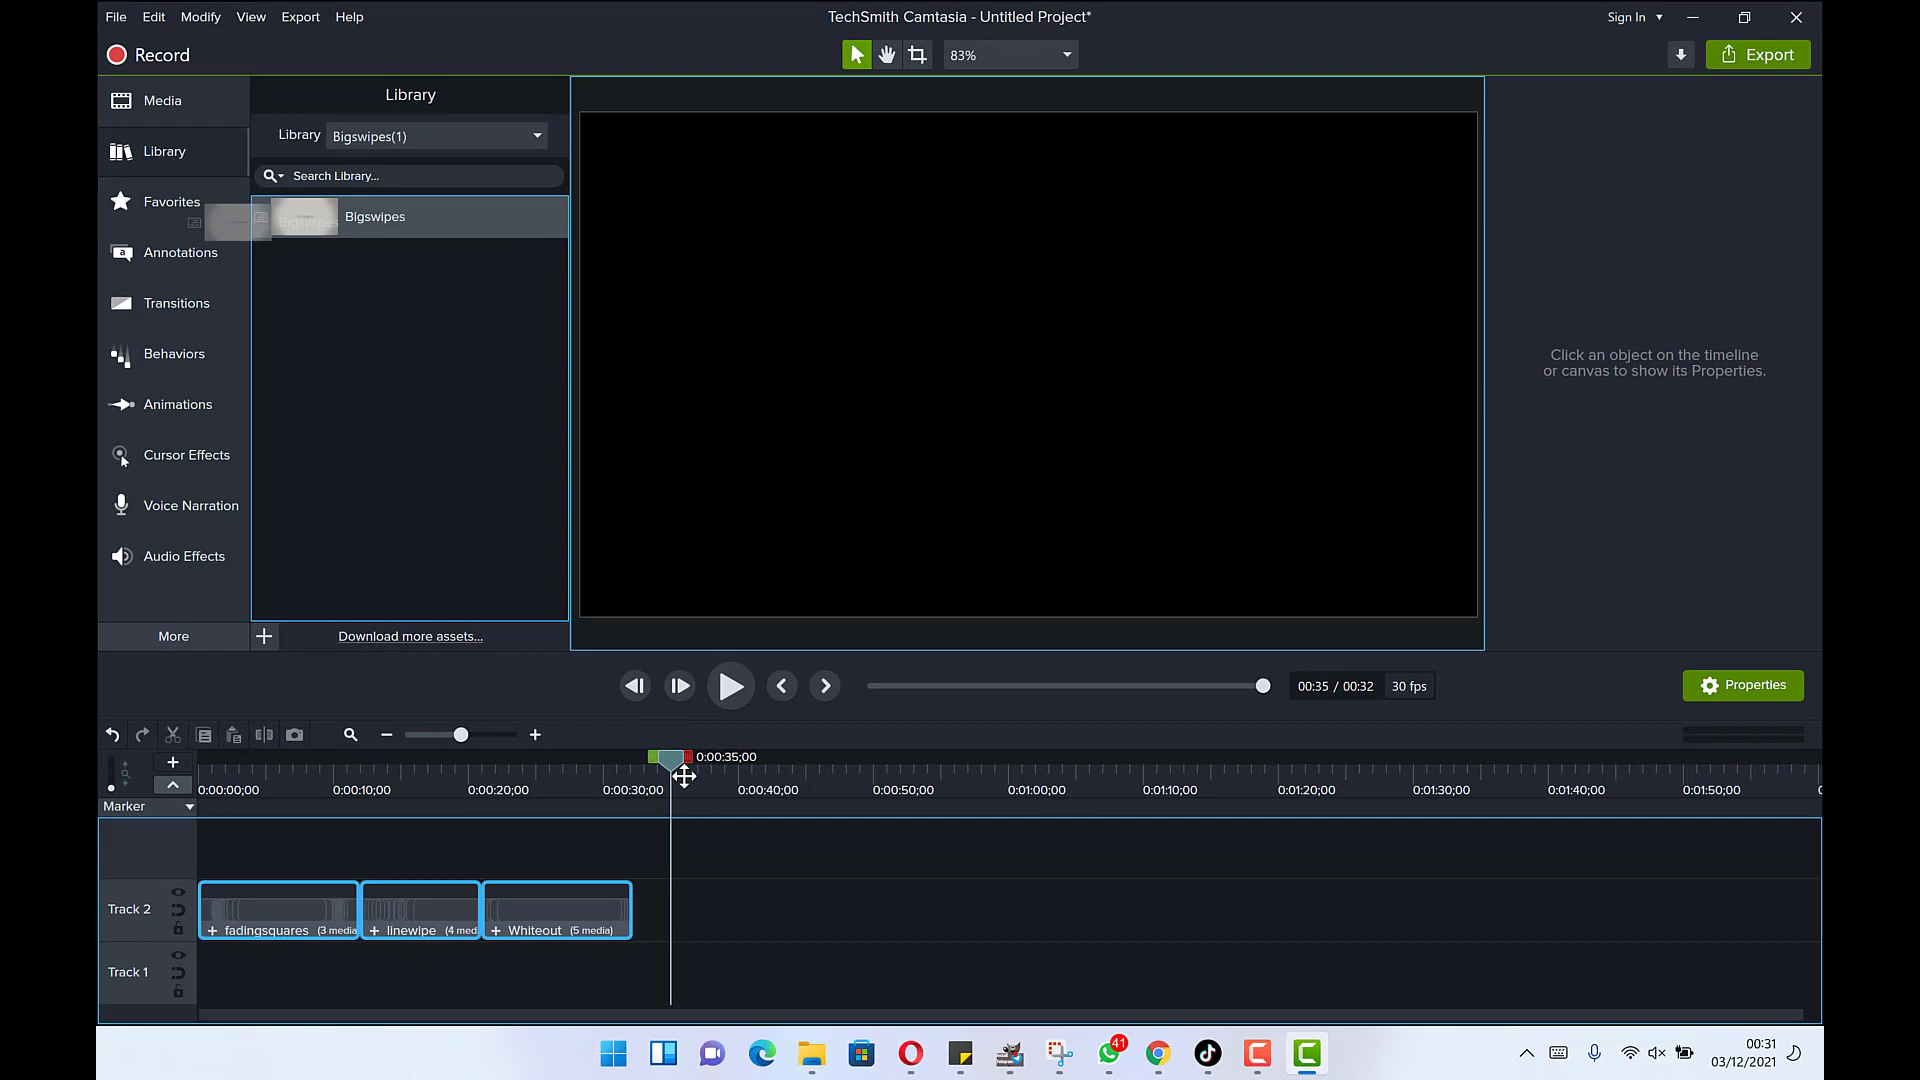 File Edit Modify View Export Help
TechSmith Camtasia - Untitled Project*
Sign In
Record
83%
Export
Media
Library
Favorites
Annotations
Transitions
Behaviors
Animations
Cursor Effects
Voice Narration
Audio Effects
More
Library
Library Bigswipes(1)
Search Library...
Bigswipes
Bigswipes
Download more assets...
Click an object on the timeline
or canvas to show its Properties.
00:35 / 00:32 30 fps
Properties
0:00:35;00
0:00:00;00 0:00:10;00 0:00:20;00 0:00:30;00 0:00:40;00 0:00:50;00 0:01:00;00 0:01:10;00 0:01:20;00 0:01:30;00 0:01:40;00 0:01:50;00
Marker
Track 2
+ fadingsquares (3 media
+ linewipe (4 med
+ Whiteout (5 media)
Track 1
41
00:31
03/12/2021